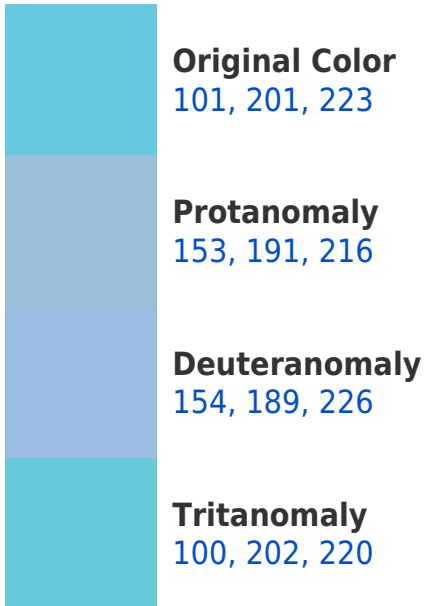 Original Color
101, 201, 223
Protanomaly
153, 191, 216
Deuteranomaly
154, 189, 226
Tritanomaly
100, 202, 220